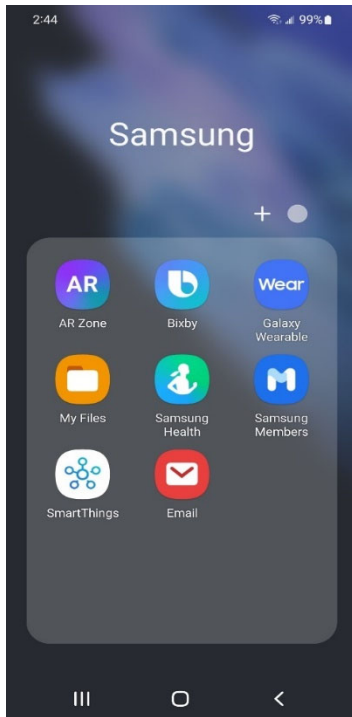 2:44
99%
Samsung
+
AR
Wear
AR Zone
Bixby
Galaxy
Wearable
My Files
Samsung
Health
Samsung
Members
SmartThings
Email